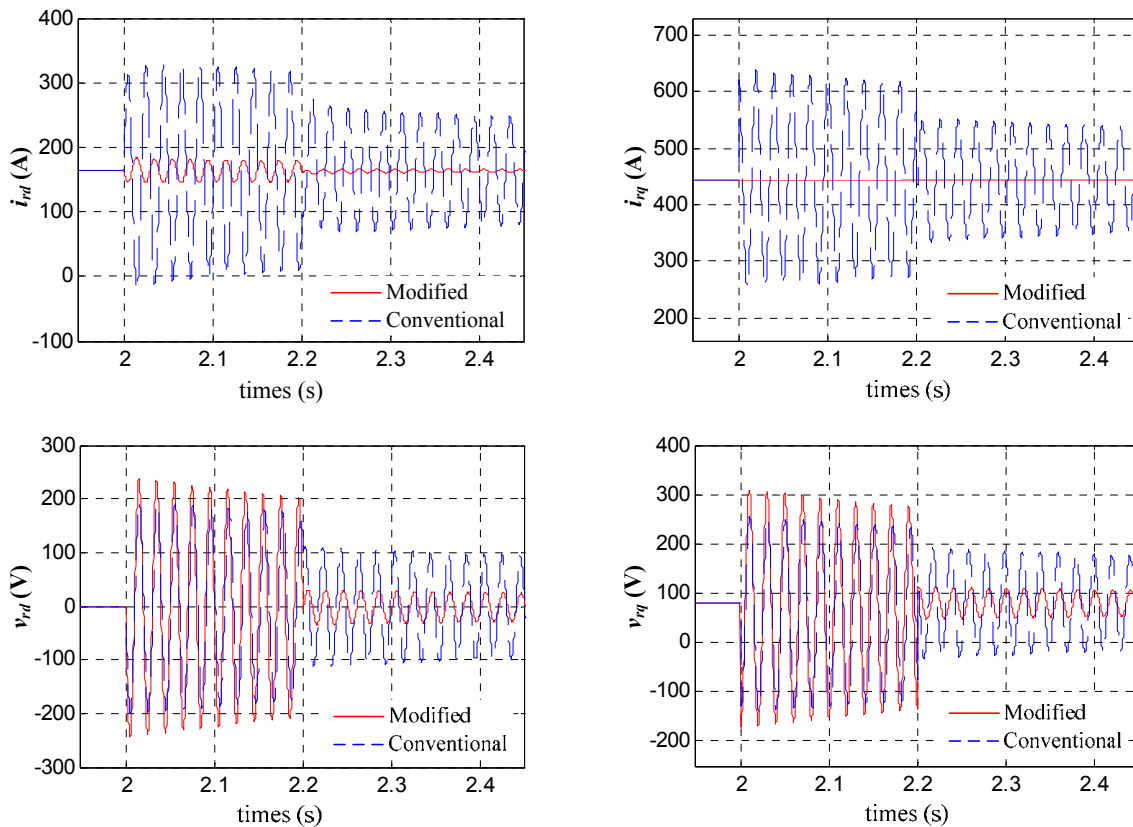 400
300
200
100
0
-100
2
2.1
2.2
2.3
2.4
i_rd (A)
times (s)
Modified
Conventional
700
600
500
400
300
200
2
2.1
2.2
2.3
2.4
i_rq (A)
times (s)
Modified
Conventional
300
200
100
0
-100
-200
-300
2
2.1
2.2
2.3
2.4
v_rd (V)
times (s)
Modified
Conventional
400
300
200
100
0
-100
-200
2
2.1
2.2
2.3
2.4
v_rq (V)
times (s)
Modified
Conventional